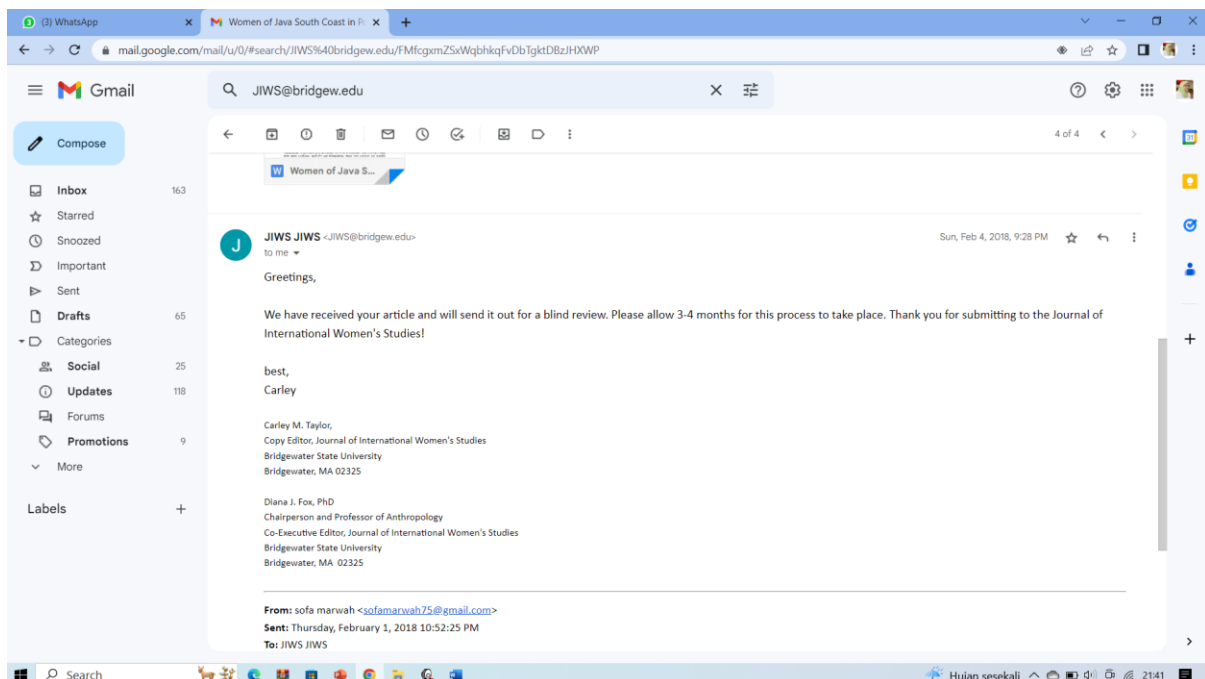 (3) WhatsApp
Women of Java South Coast in P
mail.google.com/mail/u/0/#search/JIWS%40bridgew.edu/FMfcgxmZSxWqbhkqFvDbTgktDBzJHXWP
Gmail
JIWS@bridgew.edu
Compose
4 of 4
Women of Java S...
Inbox 163
Starred
Snoozed
Important
Sent
Drafts 65
Categories
Social 25
Updates 118
Forums
Promotions 9
More
Labels
J
JIWS JIWS <JIWS@bridgew.edu>
Sun, Feb 4, 2018, 9:28 PM
to me
Greetings,
We have received your article and will send it out for a blind review. Please allow 3-4 months for this process to take place. Thank you for submitting to the Journal of
International Women's Studies!
best,
Carley
Carley M. Taylor,
Copy Editor, Journal of International Women's Studies
Bridgewater State University
Bridgewater, MA 02325
Diana J. Fox, PhD
Chairperson and Professor of Anthropology
Co-Executive Editor, Journal of International Women's Studies
Bridgewater State University
Bridgewater, MA 02325
From: sofa marwah <sofamarwah75@gmail.com>
Sent: Thursday, February 1, 2018 10:52:25 PM
To: JIWS JIWS
Search
Hujan sesekali
21:41